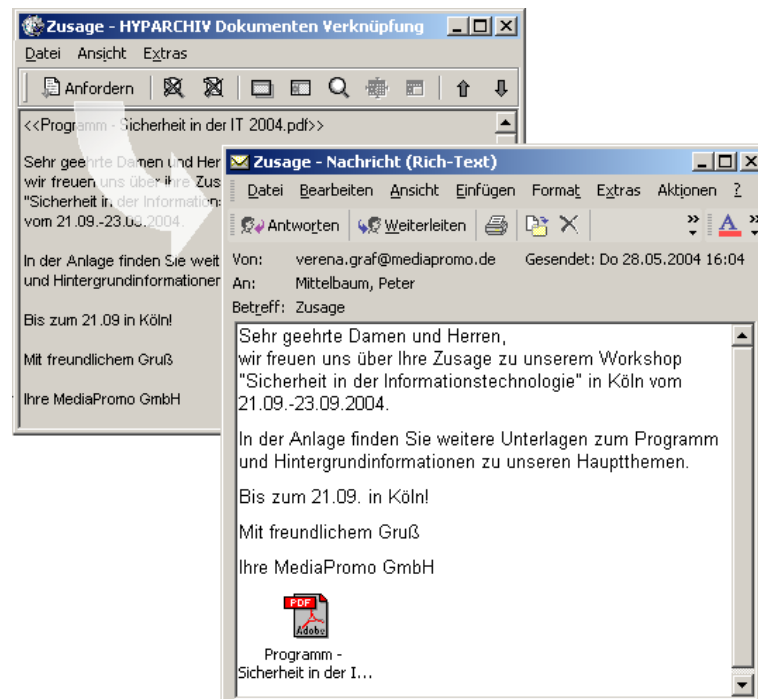 Zusage - HYPARCHIV Dokumenten Verknüpfung
Datei Ansicht Extras
Anfordern
<<Programm - Sicherheit in der IT 2004.pdf>>
Sehr geehrte Damen und Her
wir freuen uns über ihre Zus
"Sicherheit in der Information:
vom 21.09.-23.09.2004.
In der Anlage finden Sie weit
und Hintergrundinformationer
Bis zum 21.09 in Köln!
Mit freundlichem Gruß
Ihre MediaPromo GmbH
Zusage - Nachricht (Rich-Text)
Datei Bearbeiten Ansicht Einfügen Format Extras Aktionen ?
Antworten Weiterleiten A
Von: verena.graf@mediapromo.de Gesendet: Do 28.05.2004 16:04
An: Mittelbaum, Peter
Betreff: Zusage
Sehr geehrte Damen und Herren,
wir freuen uns über Ihre Zusage zu unserem Workshop
"Sicherheit in der Informationstechnologie" in Köln vom
21.09.-23.09.2004.
In der Anlage finden Sie weitere Unterlagen zum Programm
und Hintergrundinformationen zu unseren Hauptthemen.
Bis zum 21.09. in Köln!
Mit freundlichem Gruß
Ihre MediaPromo GmbH
PDF
Adobe
Programm -
Sicherheit in der I...